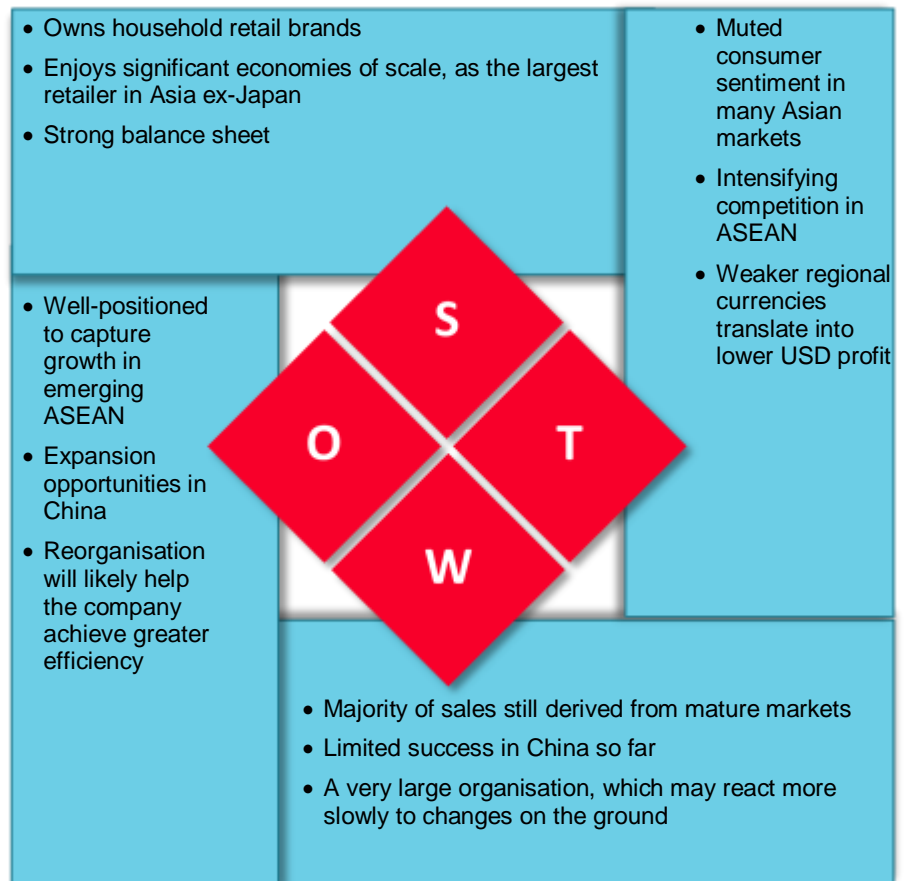 • Owns household retail brands
• Enjoys significant economies of scale, as the largest
retailer in Asia ex-Japan
• Strong balance sheet
• Muted
consumer
sentiment in
many Asian
markets
• Intensifying
competition in
ASEAN
• Weaker regional
currencies
translate into
lower USD profit
• Well-positioned
to capture
growth in
emerging
ASEAN
• Expansion
opportunities in
China
• Reorganisation
will likely help
the company
achieve greater
efficiency
S
O
T
W
• Majority of sales still derived from mature markets
• Limited success in China so far
• A very large organisation, which may react more
slowly to changes on the ground